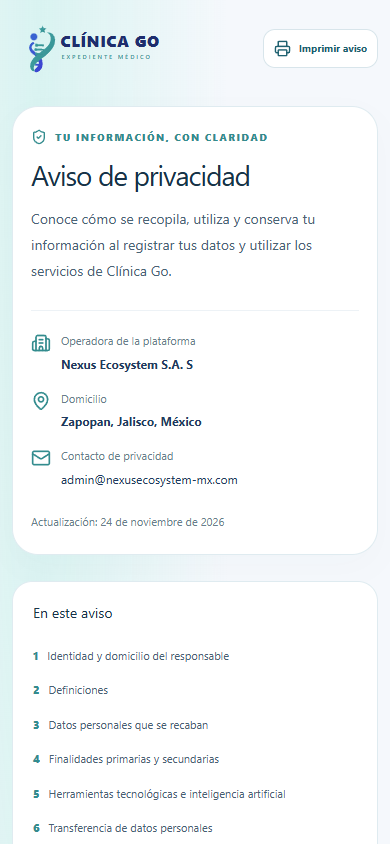 CLÍNICA GO
EXPEDIENTE MÉDICO
Imprimir aviso
TU INFORMACIÓN, CON CLARIDAD
Aviso de privacidad
Conoce cómo se recopila, utiliza y conserva tu
información al registrar tus datos y utilizar los
servicios de Clínica Go.
Operadora de la plataforma
Nexus Ecosystem S.A. S
Domicilio
Zapopan, Jalisco, México
Contacto de privacidad
admin@nexusecosystem-mx.com
Actualización: 24 de noviembre de 2026
En este aviso
1 Identidad y domicilio del responsable
2 Definiciones
3 Datos personales que se recaban
4 Finalidades primarias y secundarias
5 Herramientas tecnológicas e inteligencia artificial
6 Transferencia de datos personales